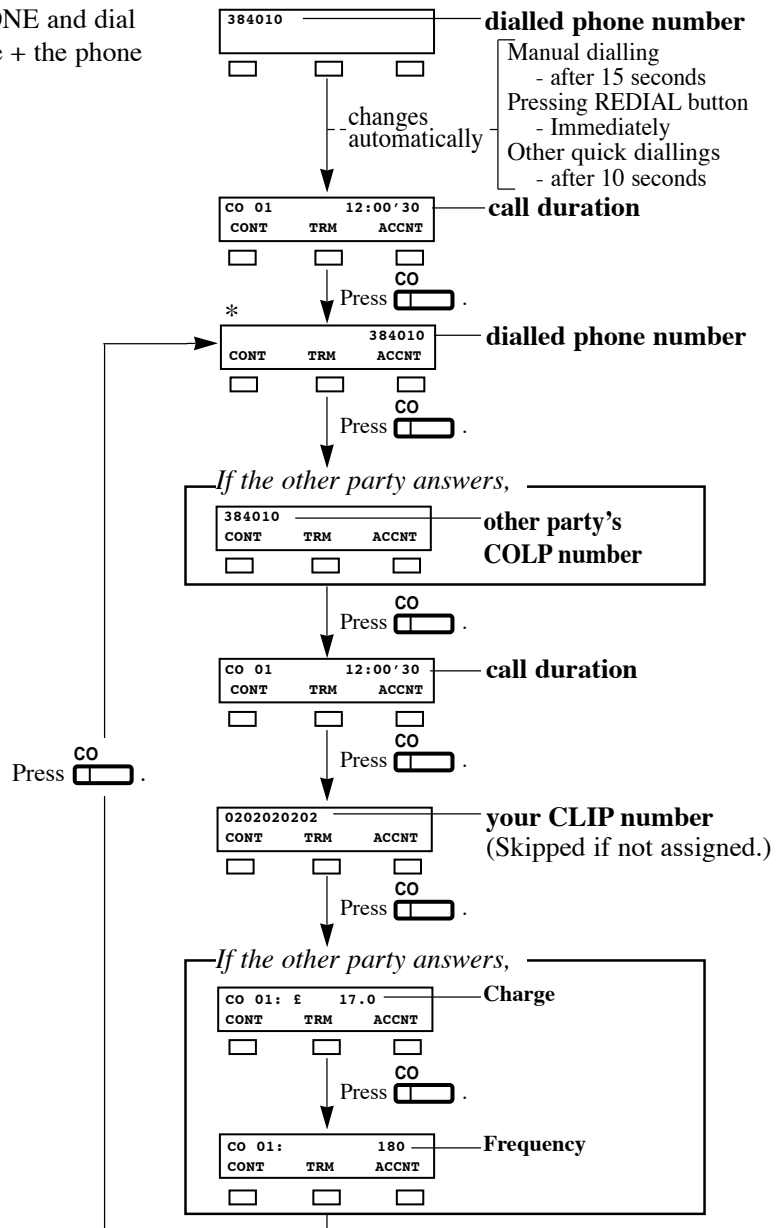 ONE and dial
e + the phone
384010
dialled phone number
Manual dialling
- after 15 seconds
Pressing REDIAL button
- Immediately
Other quick diallings
- after 10 seconds
changes
automatically
CO 01 12:00'30
CONT TRM ACCNT
call duration
CO
Press .
*
384010
CONT TRM ACCNT
dialled phone number
CO
Press .
If the other party answers,
384010
CONT TRM ACCNT
other party's
COLP number
CO
Press .
CO 01 12:00'30
CONT TRM ACCNT
call duration
CO
Press .
CO
Press .
0202020202
CONT TRM ACCNT
your CLIP number
(Skipped if not assigned.)
CO
Press .
If the other party answers,
CO 01: £ 17.0
CONT TRM ACCNT
Charge
CO
Press .
CO 01: 180
CONT TRM ACCNT
Frequency